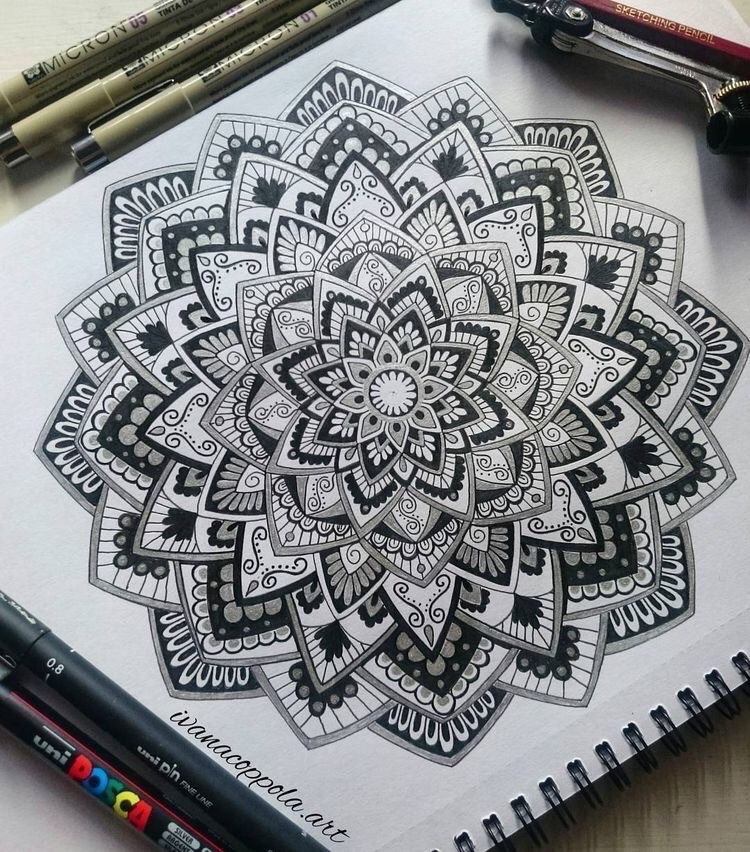 MICRON 05
TINTA DE
MICRON
MICRON 01
TINTA
SKETCHING PENCIL
0.8
uni pin FINE LINE
uni POSCA
SILVER
ARGENT
ivanacoppola.art